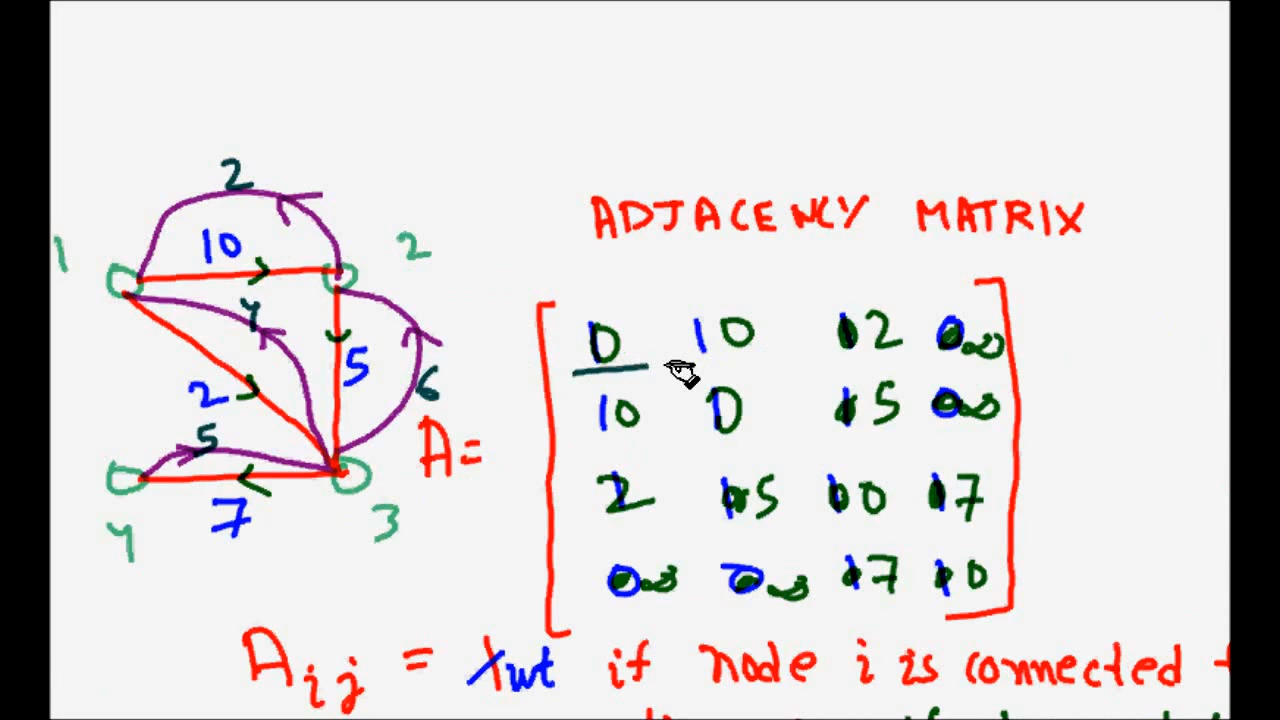 2
ADJACENCY MATRIX
1 10 2
4
0 10 2 ∞
2 5
5 6
A=
10 0 5 ∞
4 7 3
2 5 0 7
∞ ∞ 7 0
Aij = wt if node i is connected